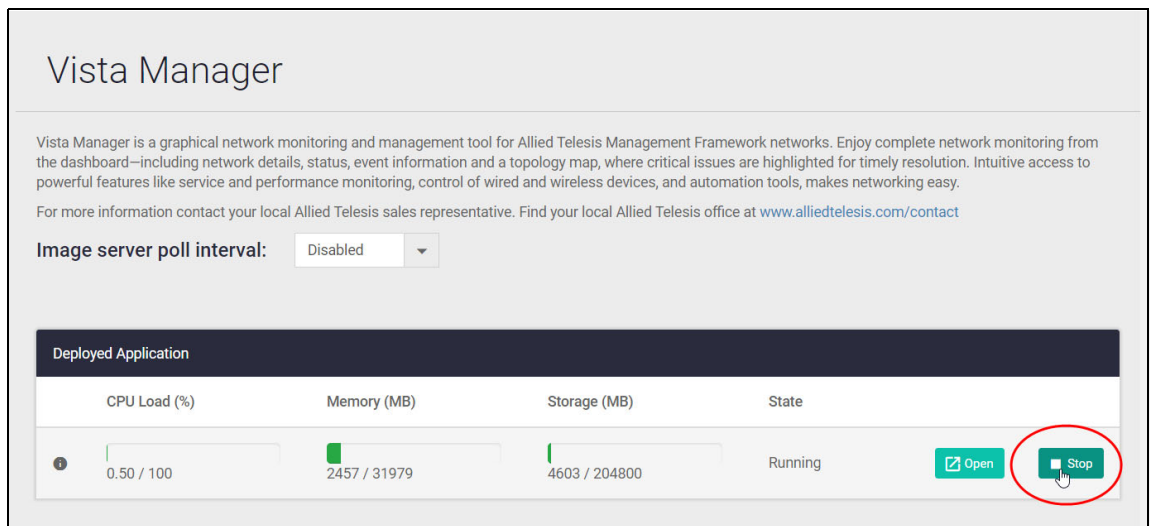 Vista Manager
Vista Manager is a graphical network monitoring and management tool for Allied Telesis Management Framework networks. Enjoy complete network monitoring from
the dashboard—including network details, status, event information and a topology map, where critical issues are highlighted for timely resolution. Intuitive access to
powerful features like service and performance monitoring, control of wired and wireless devices, and automation tools, makes networking easy.
For more information contact your local Allied Telesis sales representative. Find your local Allied Telesis office at www.alliedtelesis.com/contact
Image server poll interval: Disabled
Deployed Application
CPU Load (%) Memory (MB) Storage (MB) State
0.50 / 100 2457 / 31979 4603 / 204800 Running Open Stop